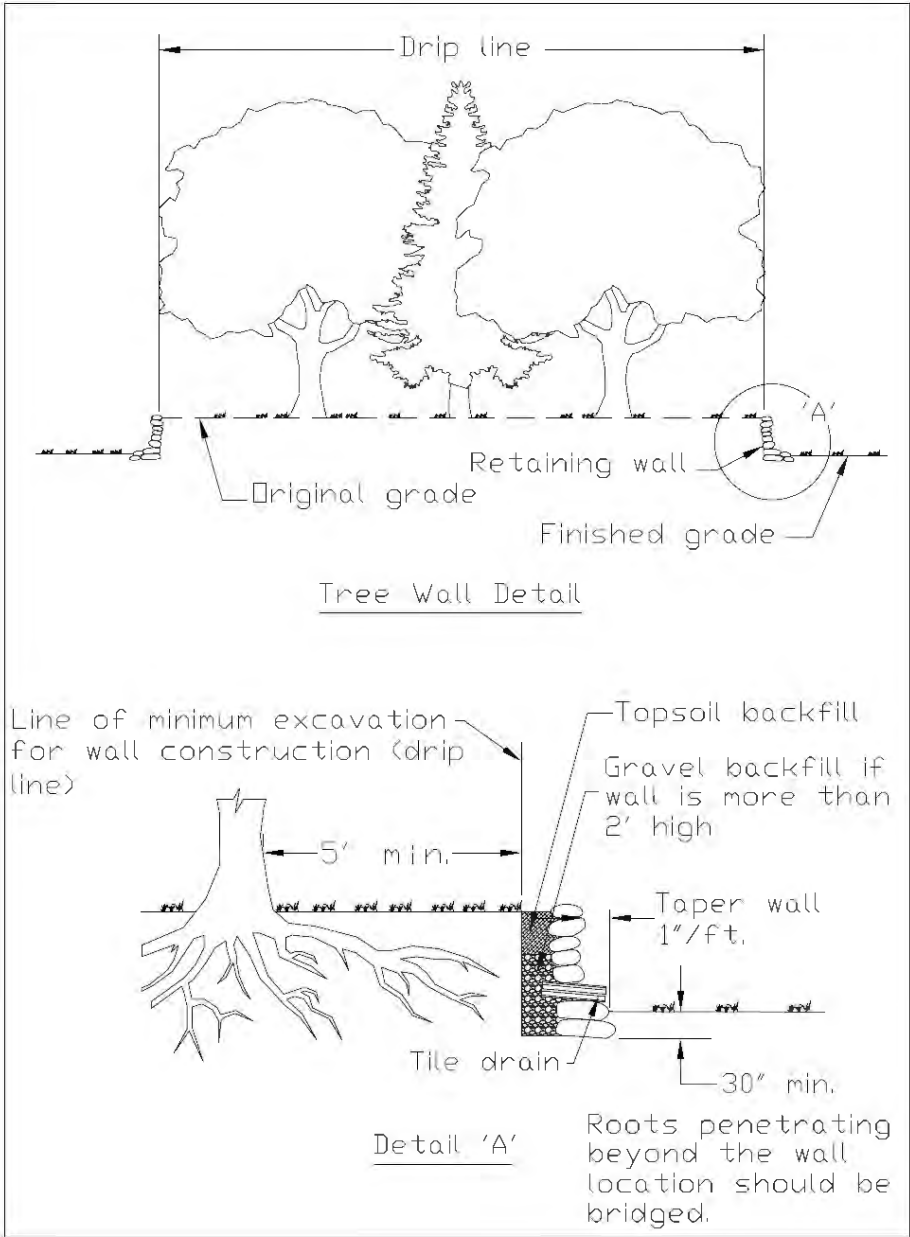 Drip line
'A'
Retaining wall
Original grade
Finished grade
Tree Wall Detail
Line of minimum excavation
for wall construction (drip
line)
Topsoil backfill
Gravel backfill if
wall is more than
2' high
5' min.
Taper wall
1"/ft.
Tile drain
30" min.
Detail 'A'
Roots penetrating
beyond the wall
location should be
bridged.